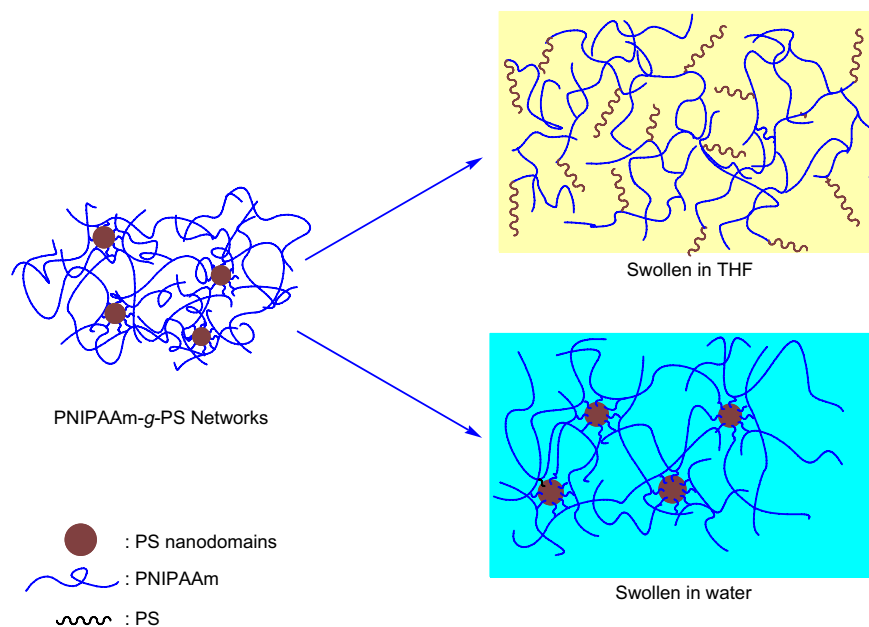 Swollen in THF
PNIPAAm-g-PS Networks
Swollen in water
: PS nanodomains
: PNIPAAm
: PS